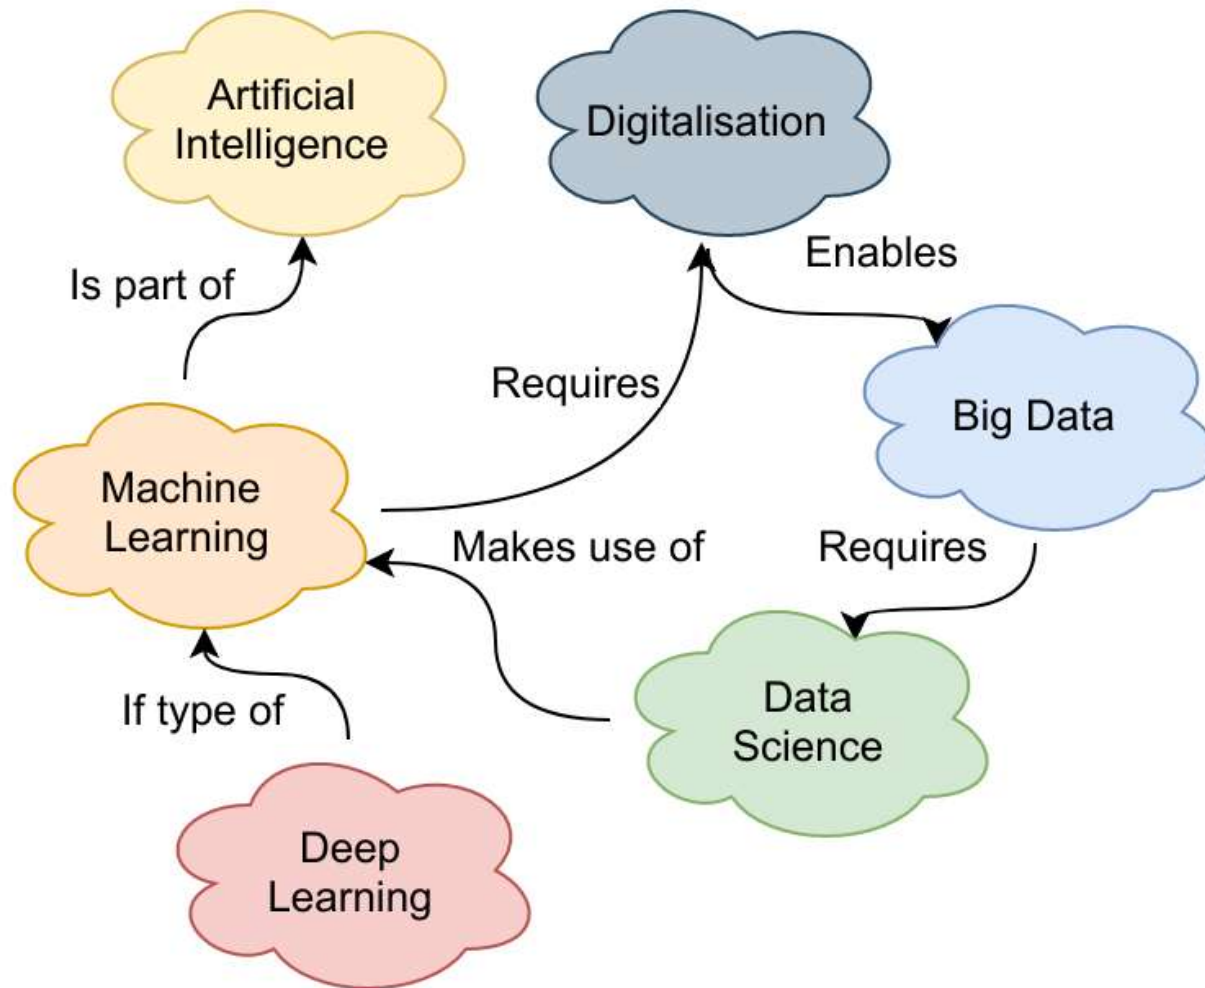 Artificial
Intelligence
Digitalisation
Is part of
Enables
Requires
Big Data
Machine
Learning
Makes use of
Requires
If type of
Data
Science
Deep
Learning